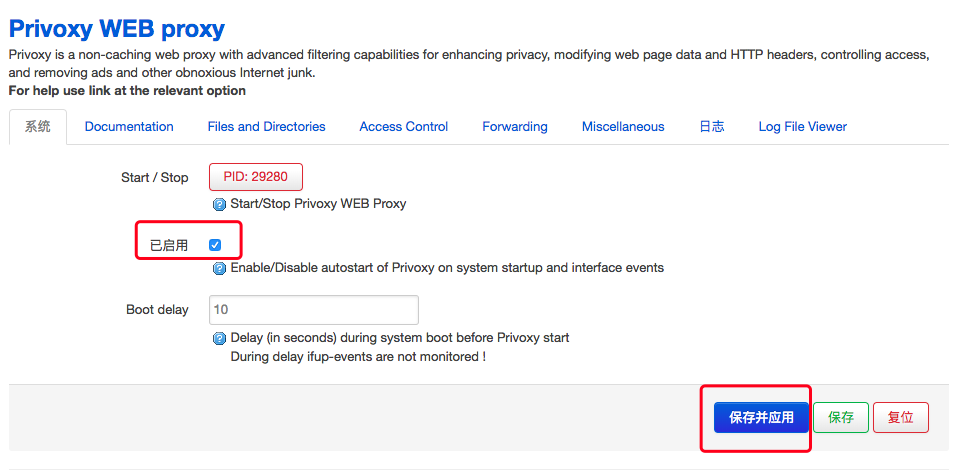 Privoxy WEB proxy
Privoxy is a non-caching web proxy with advanced filtering capabilities for enhancing privacy, modifying web page data and HTTP headers, controlling access,
and removing ads and other obnoxious Internet junk.
For help use link at the relevant option
系统 Documentation Files and Directories Access Control Forwarding Miscellaneous 日志 Log File Viewer
Start / Stop PID: 29280
Start/Stop Privoxy WEB Proxy
已启用
Enable/Disable autostart of Privoxy on system startup and interface events
Boot delay 10
Delay (in seconds) during system boot before Privoxy start
During delay ifup-events are not monitored !
保存并应用 保存 复位